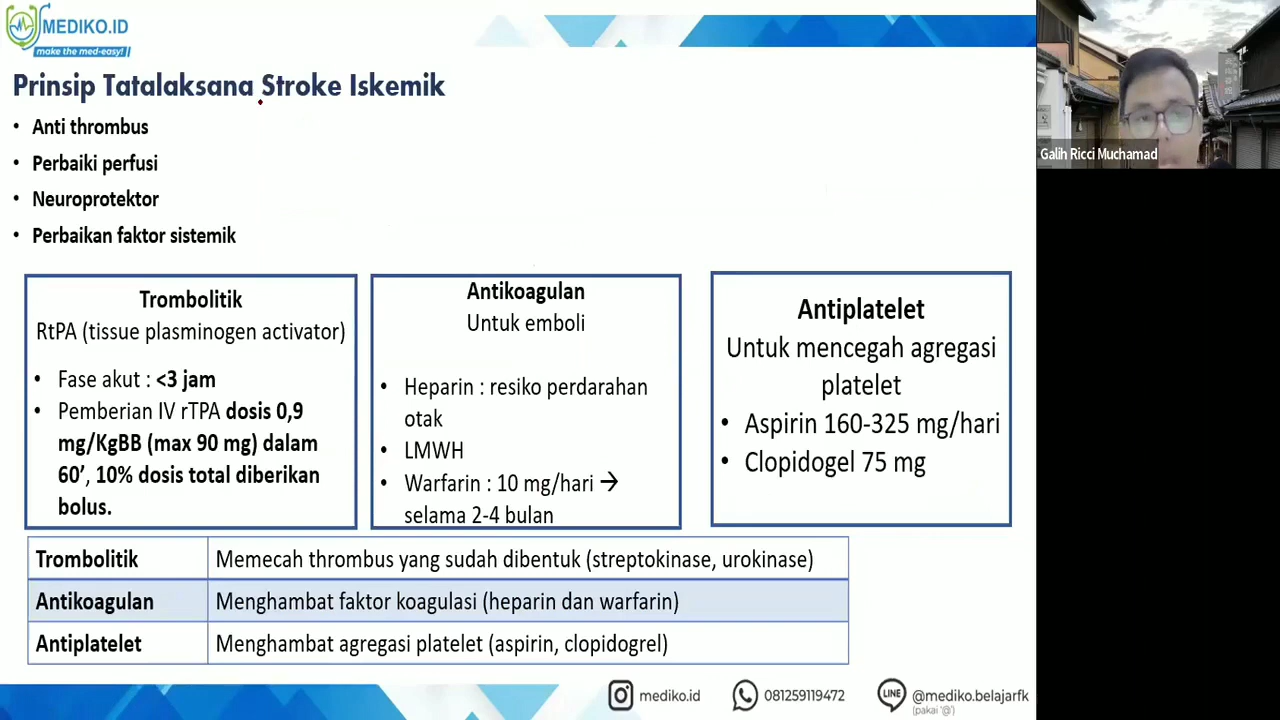 MEDIKO.ID
make the med-easy!
Prinsip Tatalaksana Stroke Iskemik
• Anti thrombus
• Perbaiki perfusi
• Neuroprotektor
• Perbaikan faktor sistemik
Trombolitik
RtPA (tissue plasminogen activator)
• Fase akut : <3 jam
• Pemberian IV rTPA dosis 0,9
mg/KgBB (max 90 mg) dalam
60’, 10% dosis total diberikan
bolus.
Antikoagulan
Untuk emboli
• Heparin : resiko perdarahan
otak
• LMWH
• Warfarin : 10 mg/hari →
selama 2-4 bulan
Antiplatelet
Untuk mencegah agregasi
platelet
• Aspirin 160-325 mg/hari
• Clopidogel 75 mg
Trombolitik Memecah thrombus yang sudah dibentuk (streptokinase, urokinase)
Antikoagulan Menghambat faktor koagulasi (heparin dan warfarin)
Antiplatelet Menghambat agregasi platelet (aspirin, clopidogrel)
mediko.id
081259119472
LINE
@mediko.belajarfk
(pakai '@')
Galih Ricci Muchamad